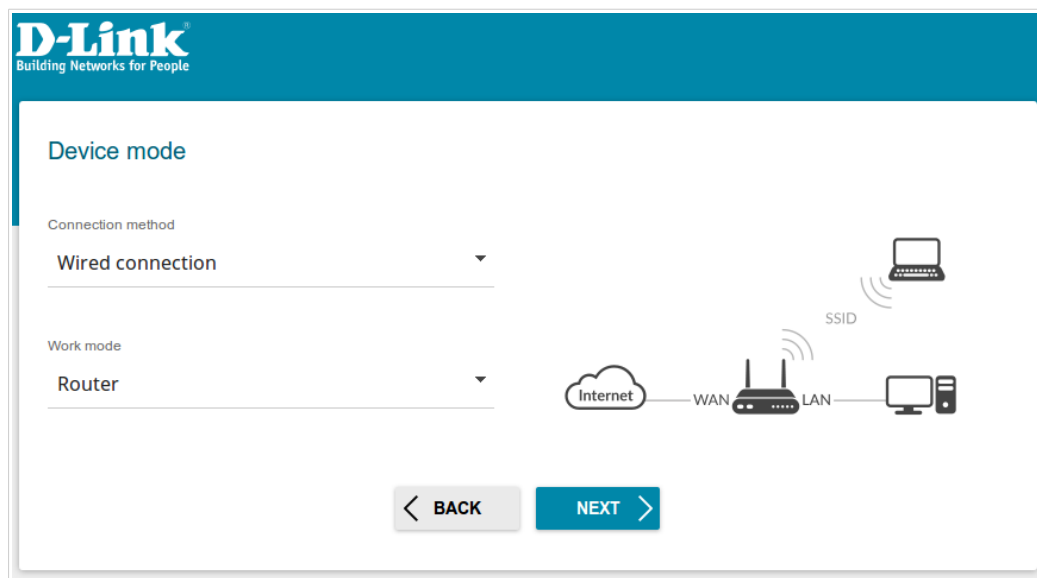 D-Link®
Building Networks for People
Device mode
Connection method
Wired connection
Work mode
Router
SSID
Internet
WAN
LAN
BACK
NEXT